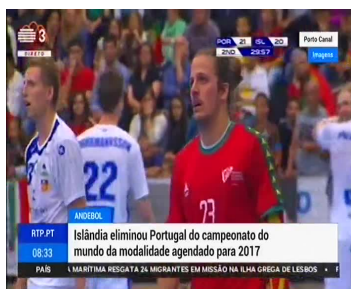 3
DIRETO
POR 21 ISL 20
2ND 29:57
Porto Canal
Imagens
22
23
ANDEBOL
RTP.PT
Islândia eliminou Portugal do campeonato do
mundo da modalidade agendado para 2017
08:33
PAÍS A MARÍTIMA RESGATA 24 MIGRANTES EM MISSÃO NA ILHA GREGA DE LESBOS